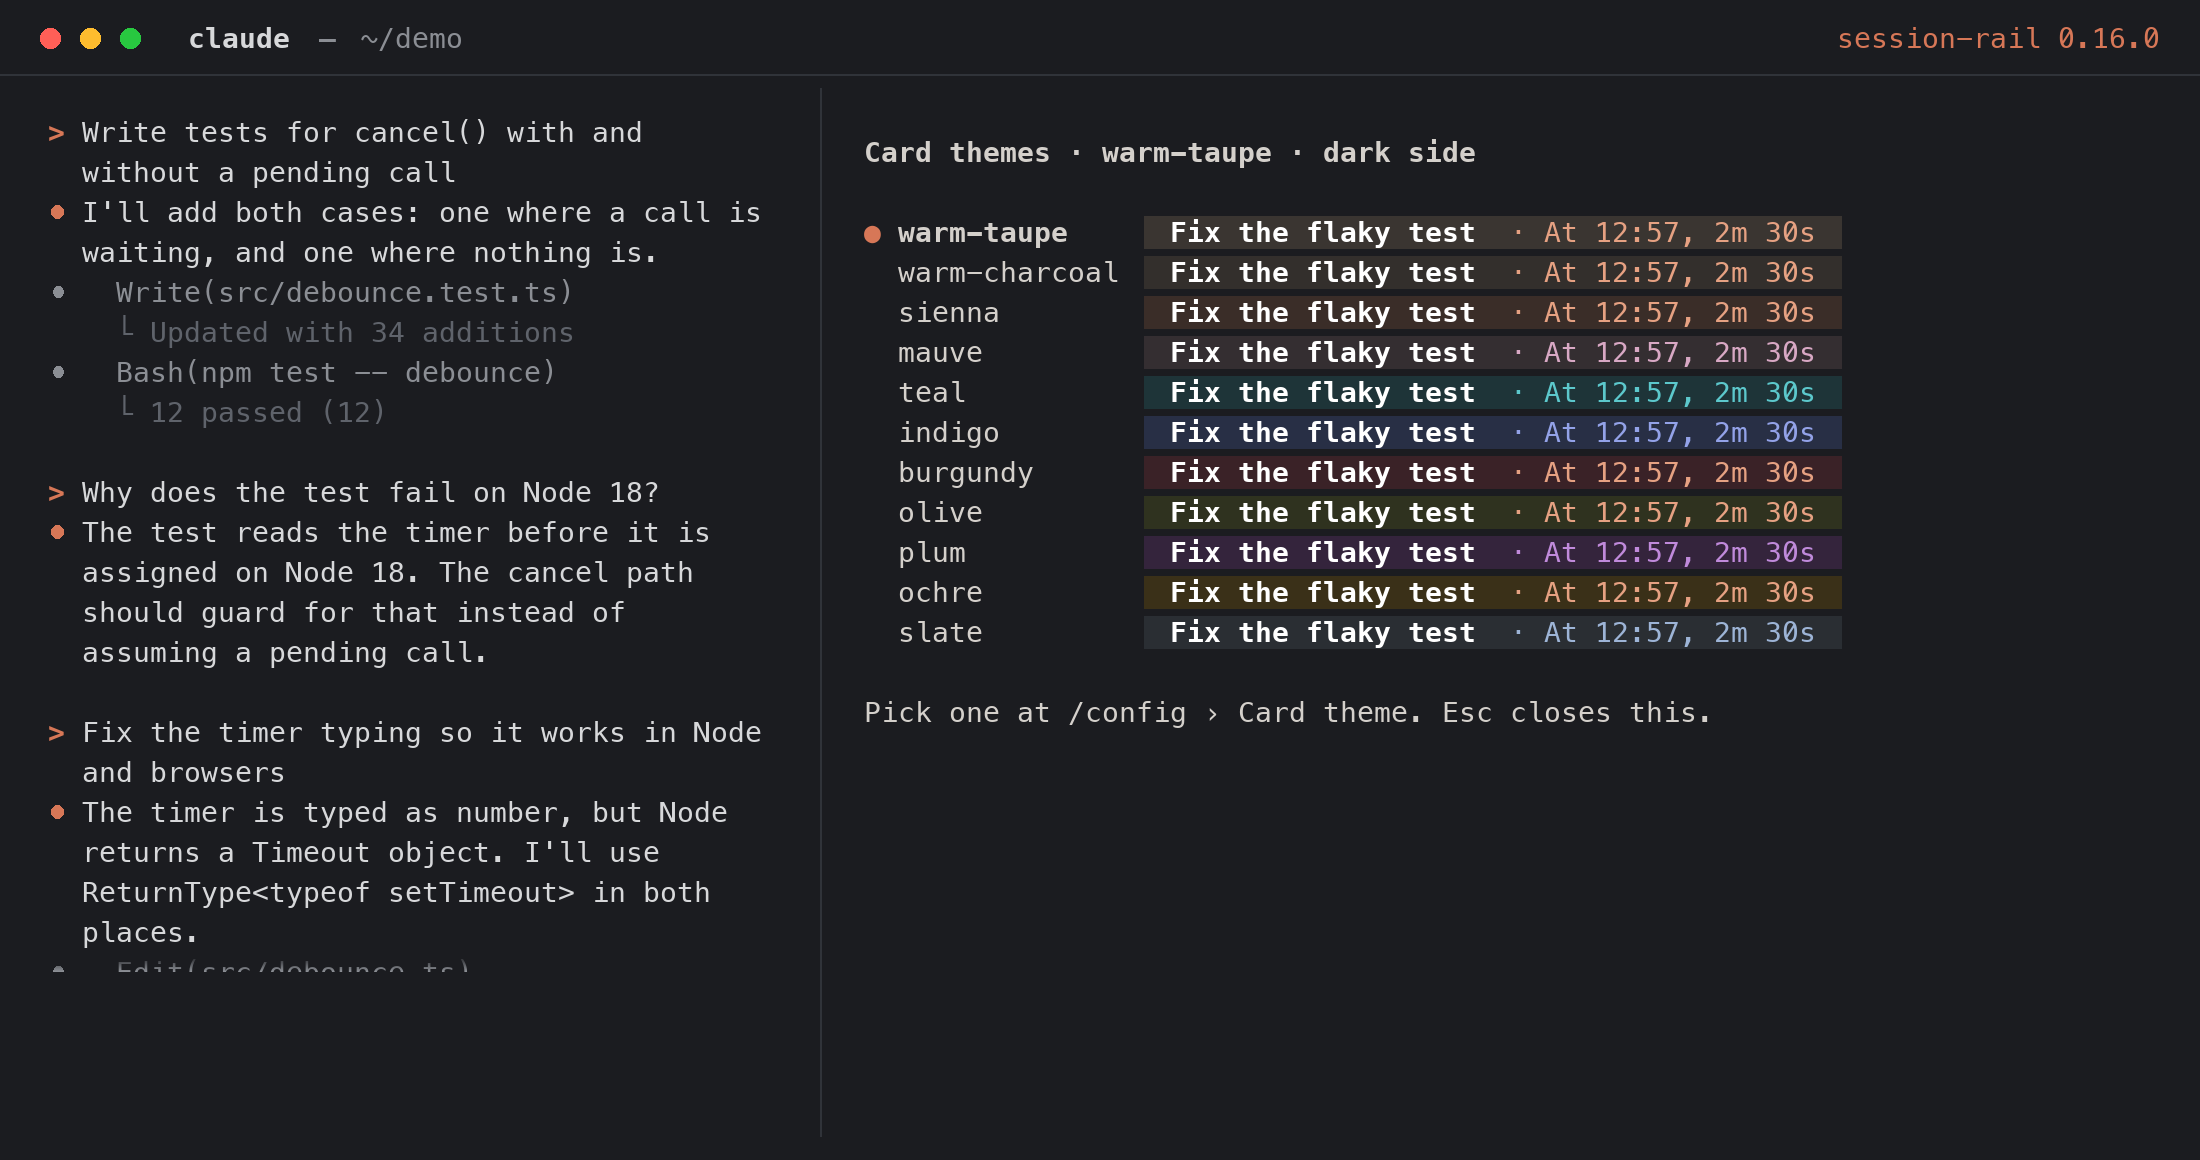 claude — ~/demo
session-rail 0.16.0
> Write tests for cancel() with and
without a pending call
● I'll add both cases: one where a call is
waiting, and one where nothing is.
● Write(src/debounce.test.ts)
└ Updated with 34 additions
● Bash(npm test -- debounce)
└ 12 passed (12)
> Why does the test fail on Node 18?
● The test reads the timer before it is
assigned on Node 18. The cancel path
should guard for that instead of
assuming a pending call.
> Fix the timer typing so it works in Node
and browsers
● The timer is typed as number, but Node
returns a Timeout object. I'll use
ReturnType<typeof setTimeout> in both
places.
● Edit(src/debounce.ts)
Card themes · warm-taupe · dark side
● warm-taupe Fix the flaky test · At 12:57, 2m 30s
warm-charcoal Fix the flaky test · At 12:57, 2m 30s
sienna Fix the flaky test · At 12:57, 2m 30s
mauve Fix the flaky test · At 12:57, 2m 30s
teal Fix the flaky test · At 12:57, 2m 30s
indigo Fix the flaky test · At 12:57, 2m 30s
burgundy Fix the flaky test · At 12:57, 2m 30s
olive Fix the flaky test · At 12:57, 2m 30s
plum Fix the flaky test · At 12:57, 2m 30s
ochre Fix the flaky test · At 12:57, 2m 30s
slate Fix the flaky test · At 12:57, 2m 30s
Pick one at /config › Card theme. Esc closes this.